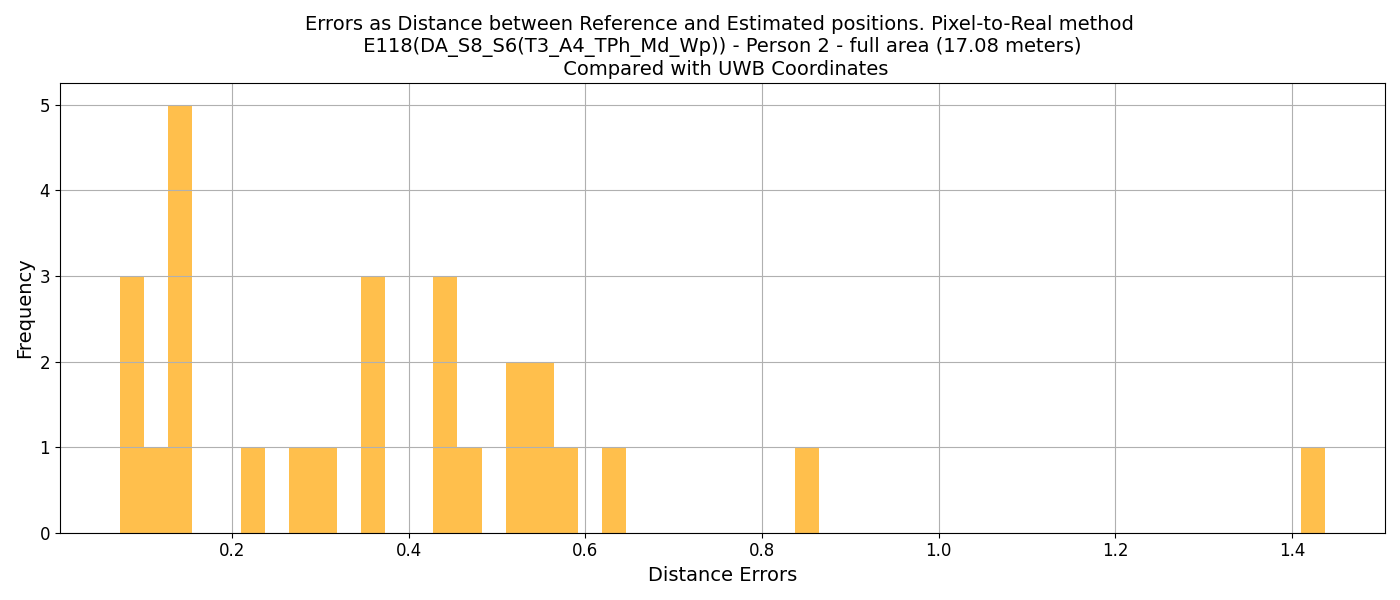 Errors as Distance between Reference and Estimated positions. Pixel-to-Real method
E118(DA_S8_S6(T3_A4_TPh_Md_Wp)) - Person 2 - full area (17.08 meters)
Compared with UWB Coordinates
Frequency
5
4
3
2
1
0
0.2 0.4 0.6 0.8 1.0 1.2 1.4
Distance Errors